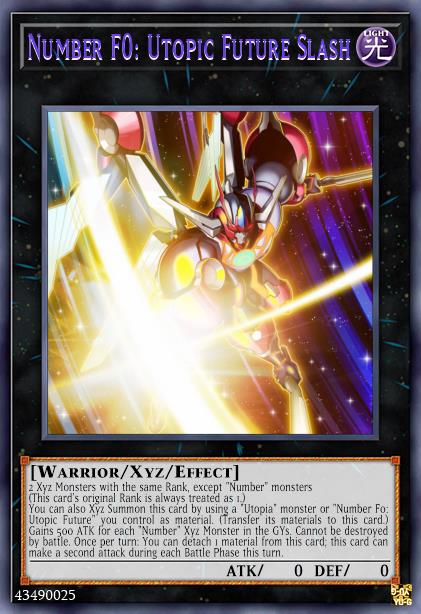 NUMBER F0: UTOPIC FUTURE SLASH
LIGHT
光
[WARRIOR/XYZ/EFFECT]
2 Xyz Monsters with the same Rank, except "Number" monsters
(This card's original Rank is always treated as 1.)
You can also Xyz Summon this card by using a "Utopia" monster or "Number F0:
Utopic Future" you control as material. (Transfer its materials to this card.)
Gains 500 ATK for each "Number" Xyz Monster in the GYs. Cannot be destroyed
by battle. Once per turn: You can detach 1 material from this card; this card can
make a second attack during each Battle Phase this turn.
ATK/ 0 DEF/ 0
43490025